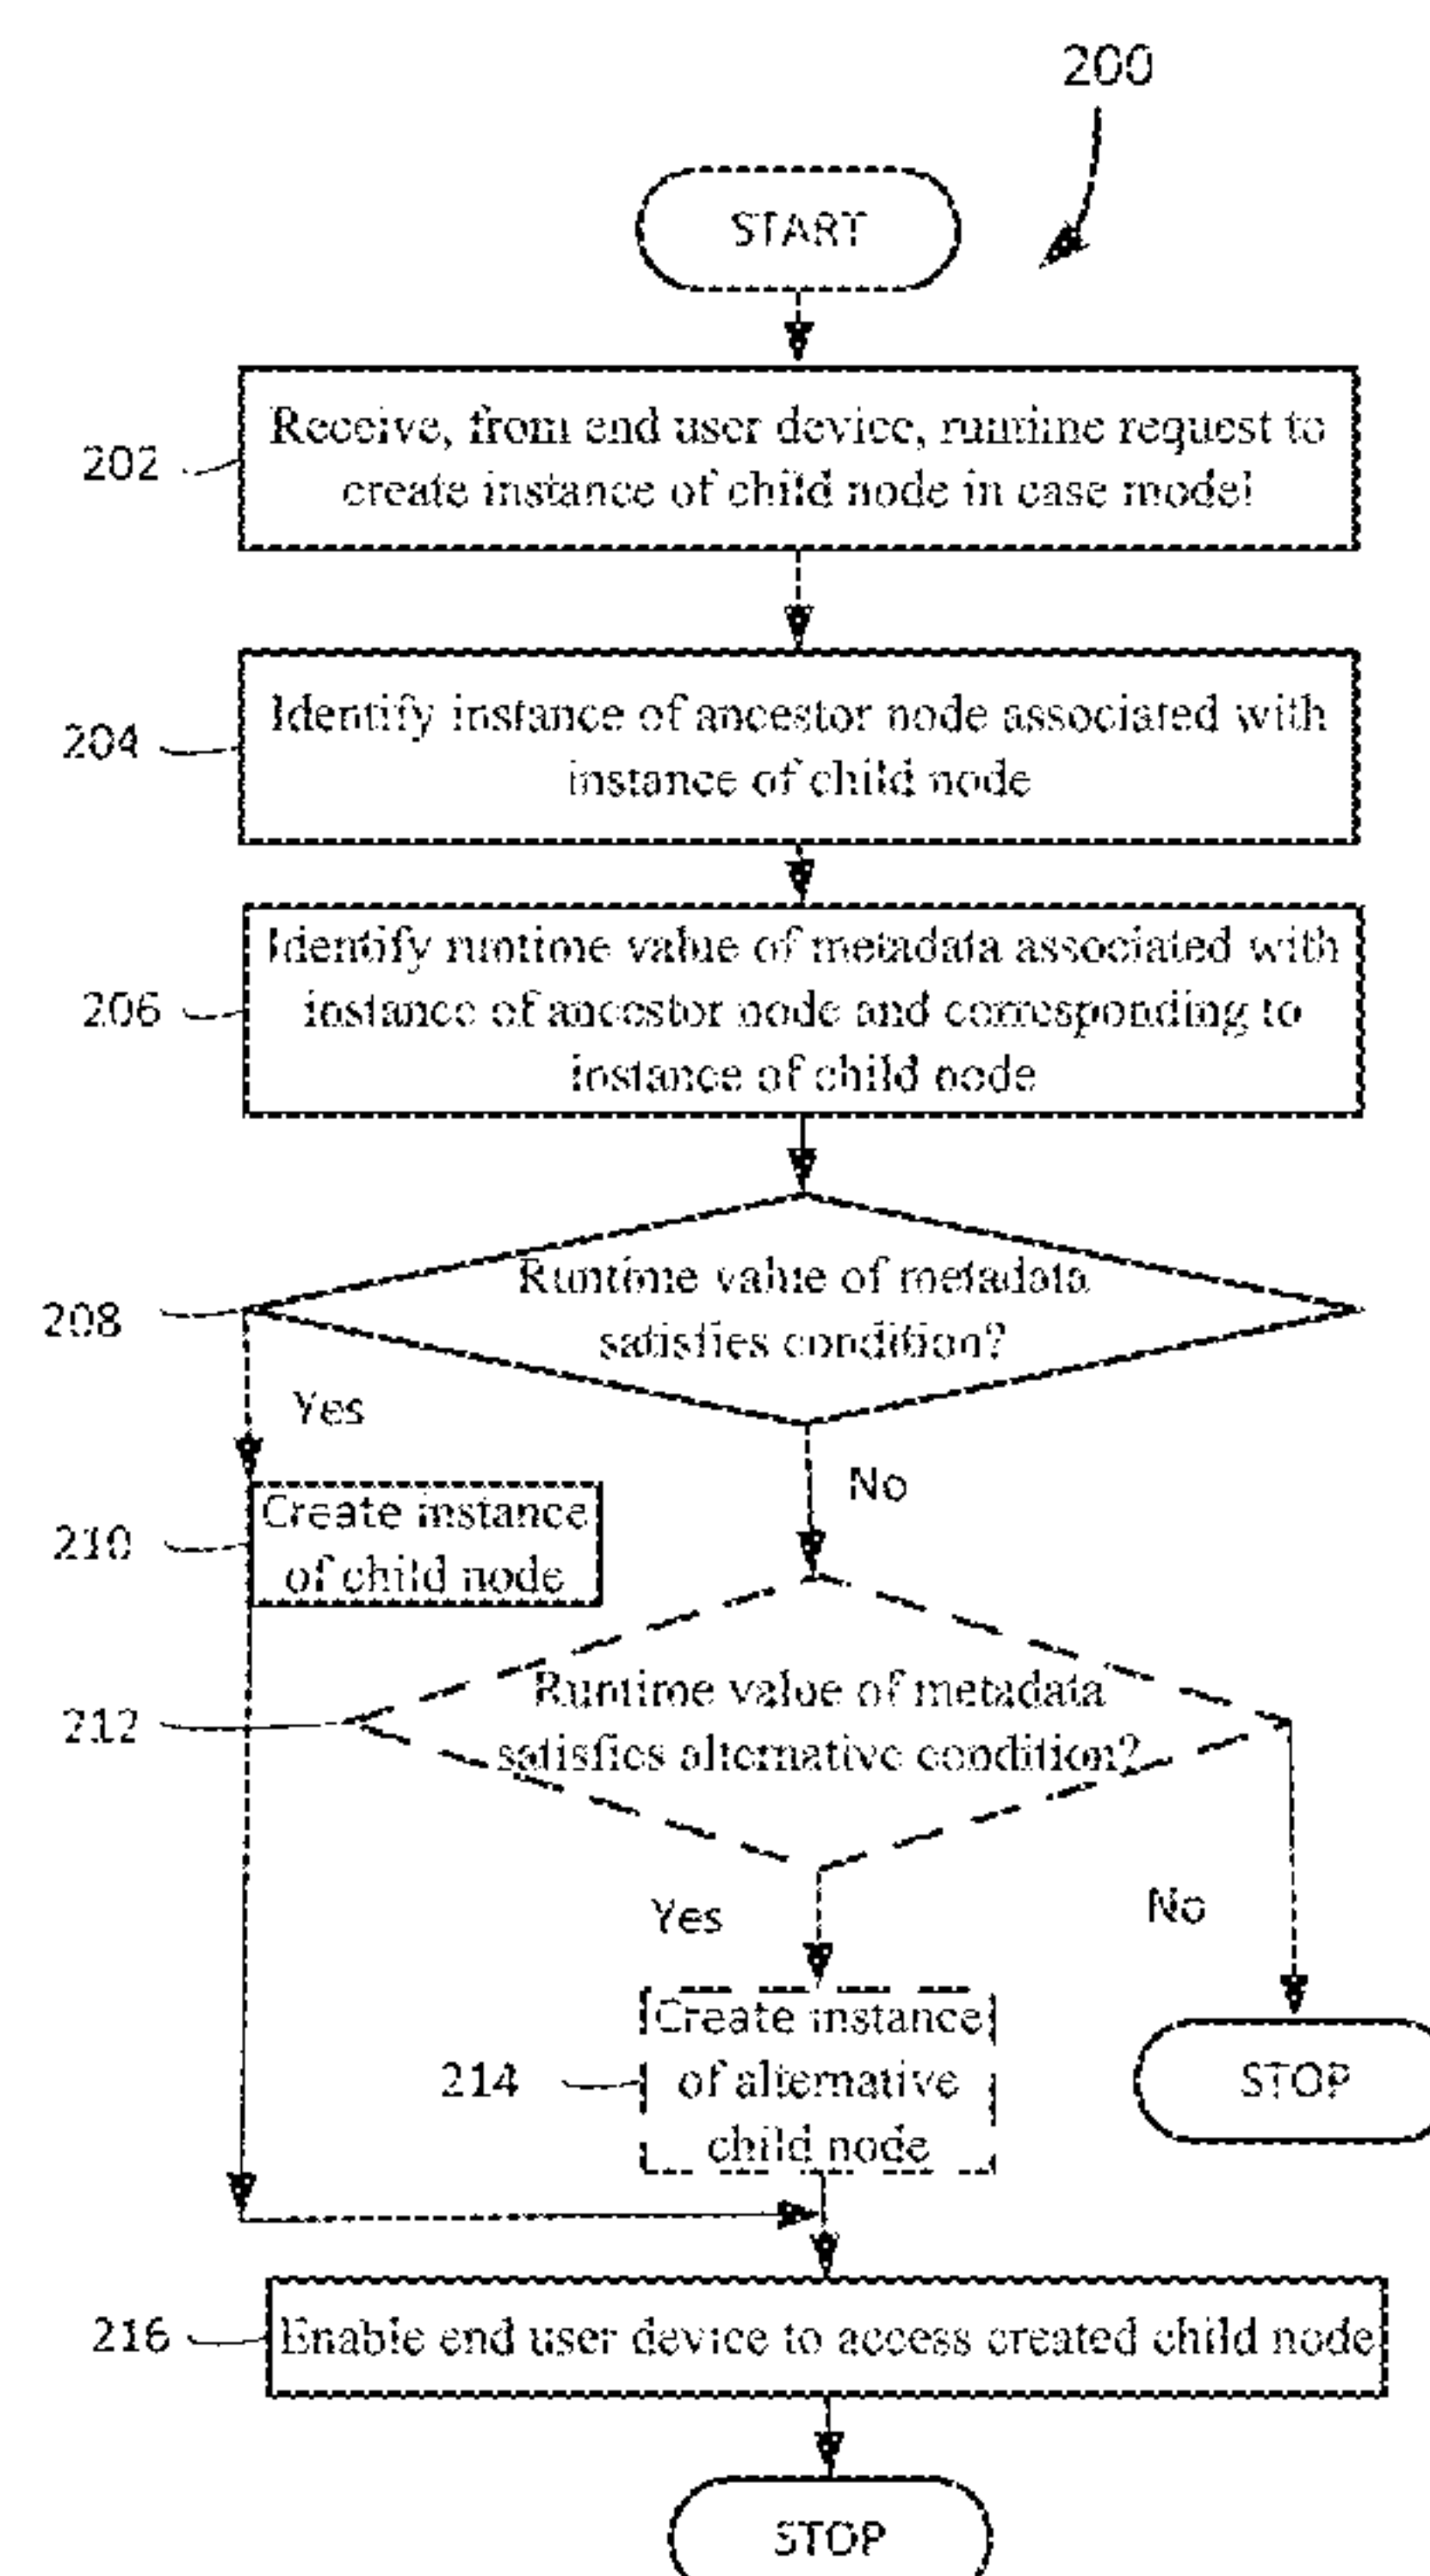 200
START
202
Receive, from end user device, runtime request to
create instance of child node in case model
204
Identify instance of ancestor node associated with
instance of child node
206
Identify runtime value of metadata associated with
instance of ancestor node and corresponding to
instance of child node
208
Runtime value of metadata
satisfies condition?
Yes
No
210
Create instance
of child node
212
Runtime value of metadata
satisfies alternative condition?
Yes
No
214
Create instance
of alternative
child node
STOP
216
Enable end user device to access created child node
STOP